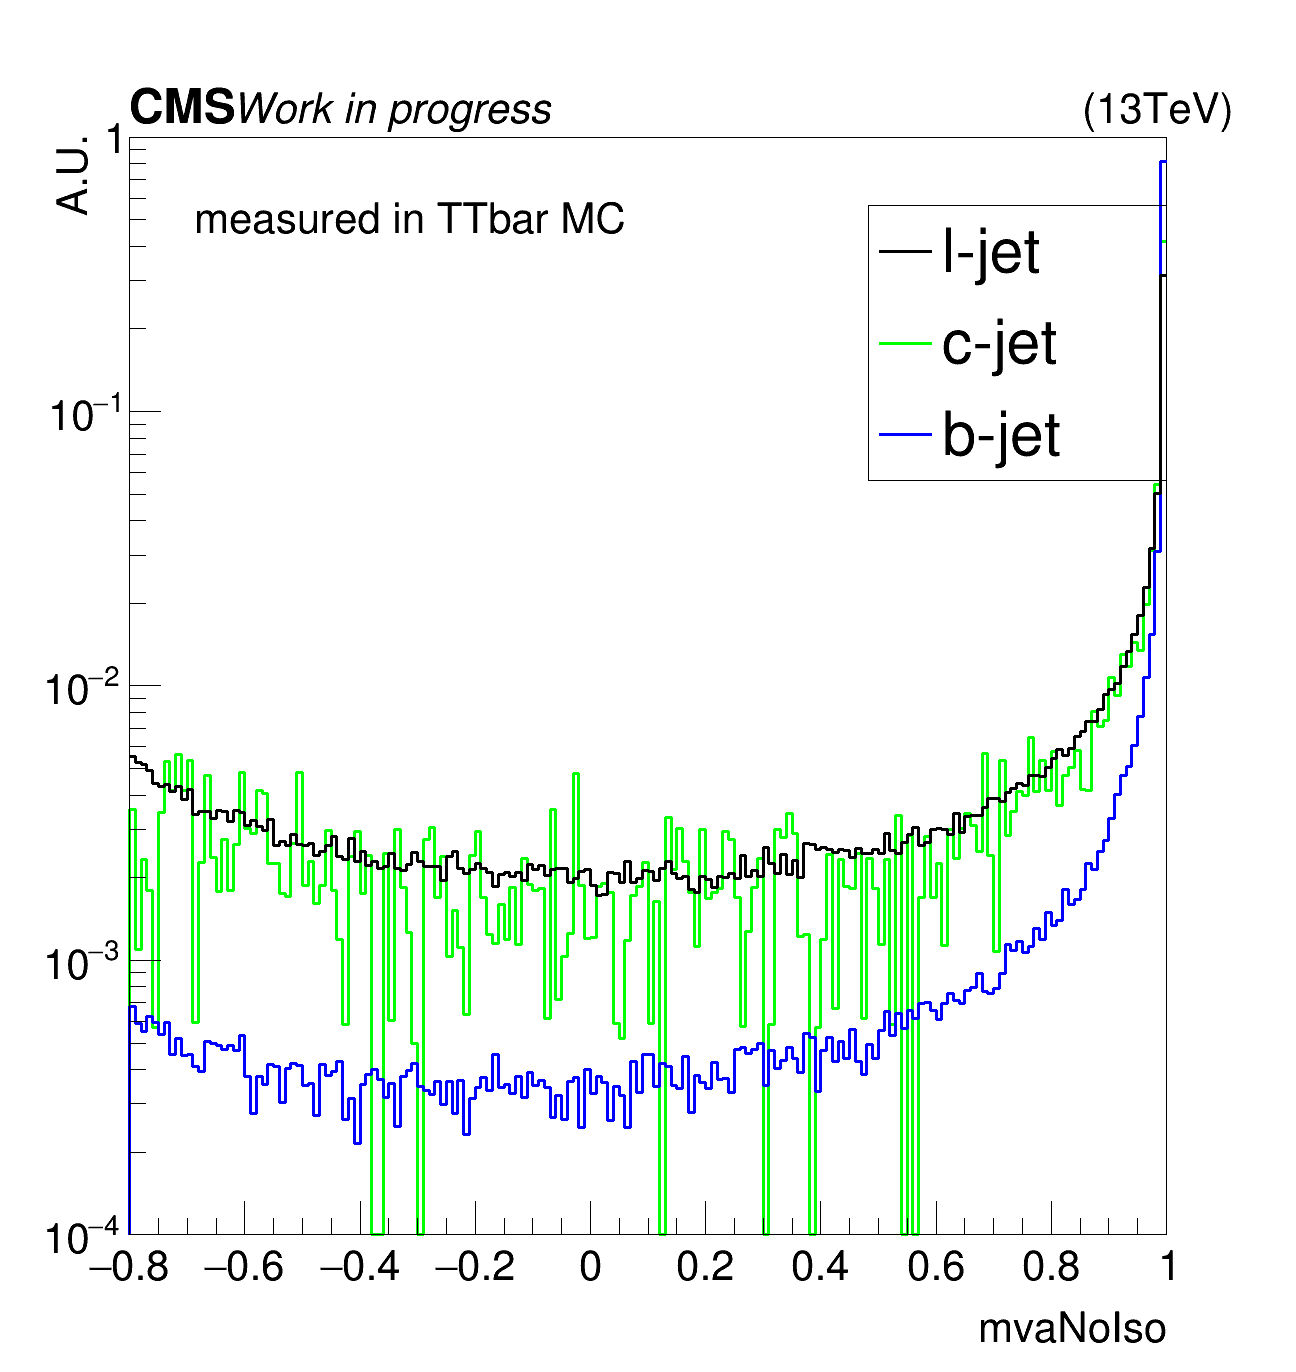 CMS Work in progress (13TeV)
A.U.
measured in TTbar MC
l-jet
c-jet
b-jet
1
10−1
10−2
10−3
10−4
−0.8 −0.6 −0.4 −0.2 0 0.2 0.4 0.6 0.8 1
mvaNoIso